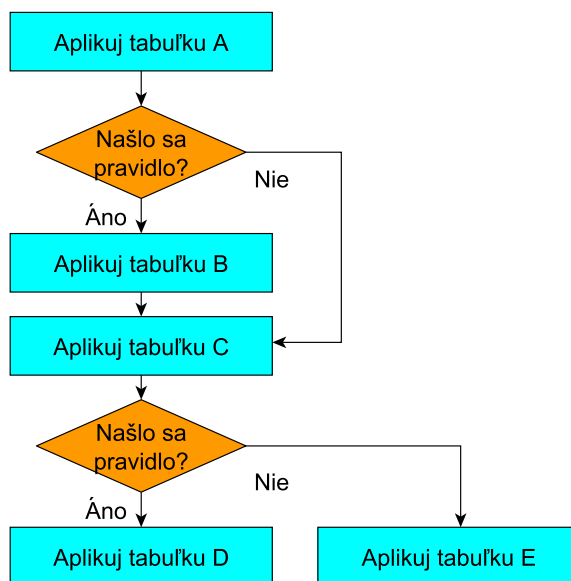 Aplikuj tabuľku A
Našlo sa
pravidlo?
Nie
Áno
Aplikuj tabuľku B
Aplikuj tabuľku C
Našlo sa
pravidlo?
Nie
Áno
Aplikuj tabuľku D
Aplikuj tabuľku E